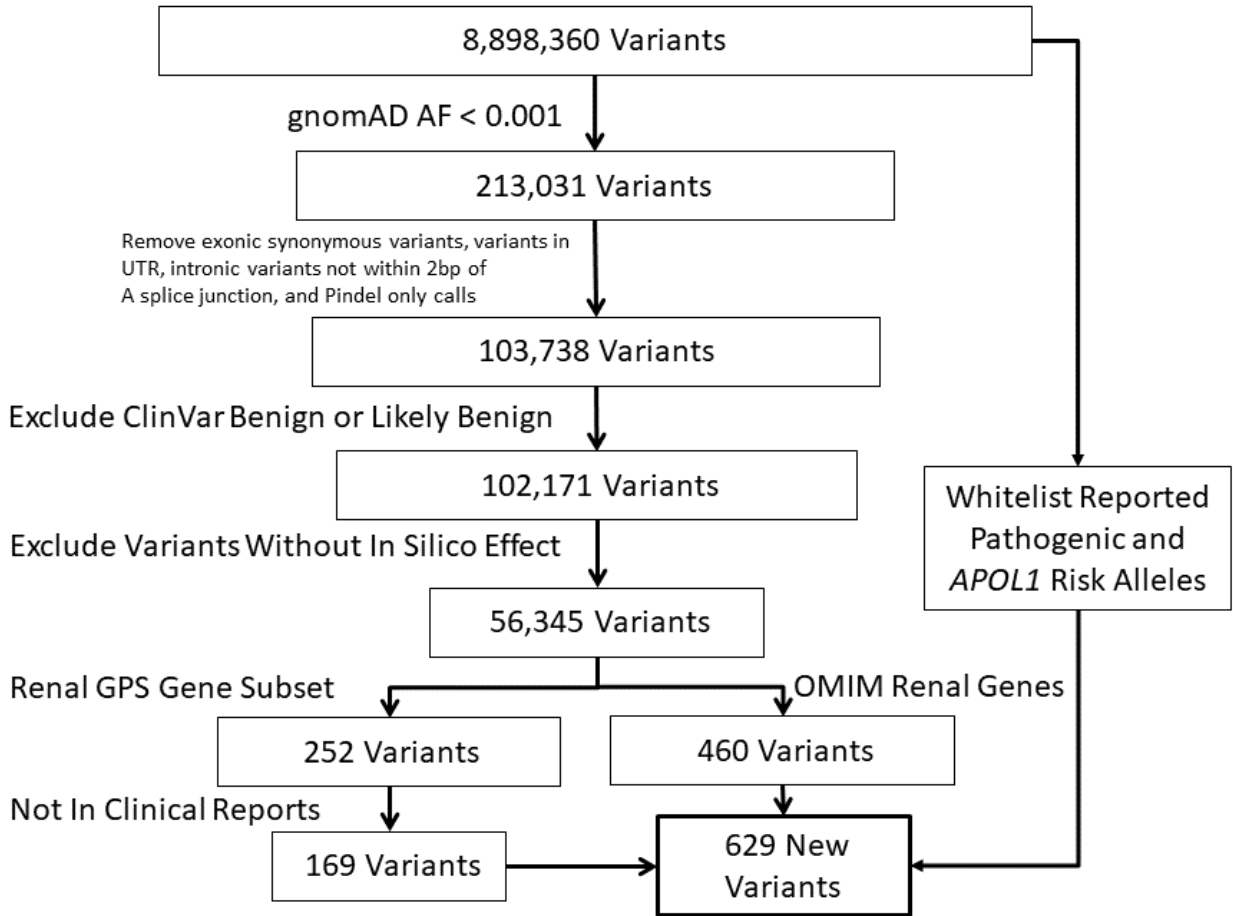 8,898,360 Variants
gnomAD AF < 0.001
213,031 Variants
Remove exonic synonymous variants, variants in
UTR, intronic variants not within 2bp of
A splice junction, and Pindel only calls
103,738 Variants
Exclude ClinVar Benign or Likely Benign
102,171 Variants
Exclude Variants Without In Silico Effect
56,345 Variants
Whitelist Reported
Pathogenic and
APOL1 Risk Alleles
Renal GPS Gene Subset
OMIM Renal Genes
252 Variants
460 Variants
Not In Clinical Reports
169 Variants
629 New
Variants